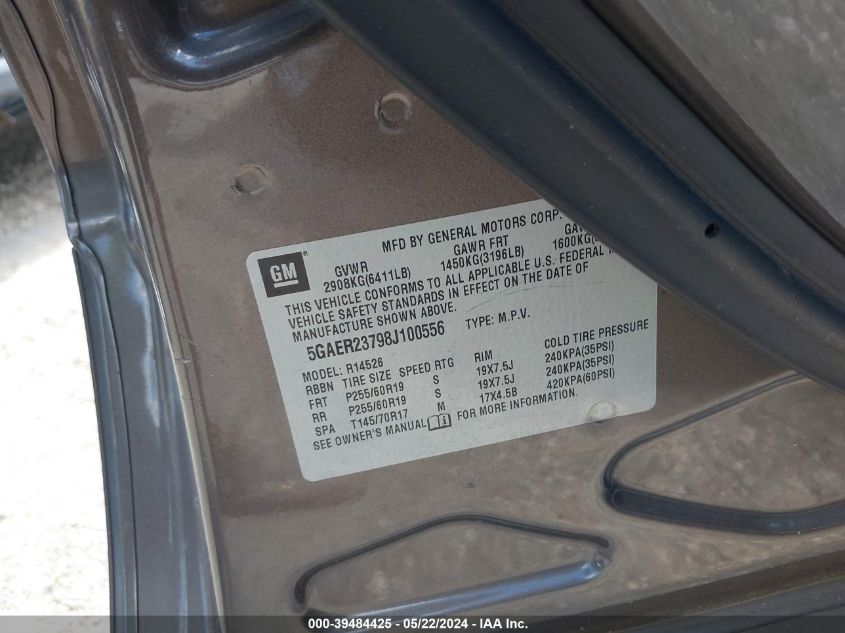 MFD BY GENERAL MOTORS CORP.
GM
GVWR GAWR FRT
2908KG(6411LB) 1450KG(3196LB) 1600KG
THIS VEHICLE CONFORMS TO ALL APPLICABLE U.S. FEDERAL
VEHICLE SAFETY STANDARDS IN EFFECT ON THE DATE OF
MANUFACTURE SHOWN ABOVE.
5GAER23798J100556 TYPE: M.P.V.
MODEL: R14526
RBBN TIRE SIZE SPEED RTG RIM COLD TIRE PRESSURE
FRT P255/60R19 S 19X7.5J 240KPA(35PSI)
RR P255/60R19 S 19X7.5J 240KPA(35PSI)
SPA T145/70R17 M 17X4.5B 420KPA(60PSI)
SEE OWNER'S MANUAL FOR MORE INFORMATION.
000-39484425 - 05/22/2024 - IAAI.com